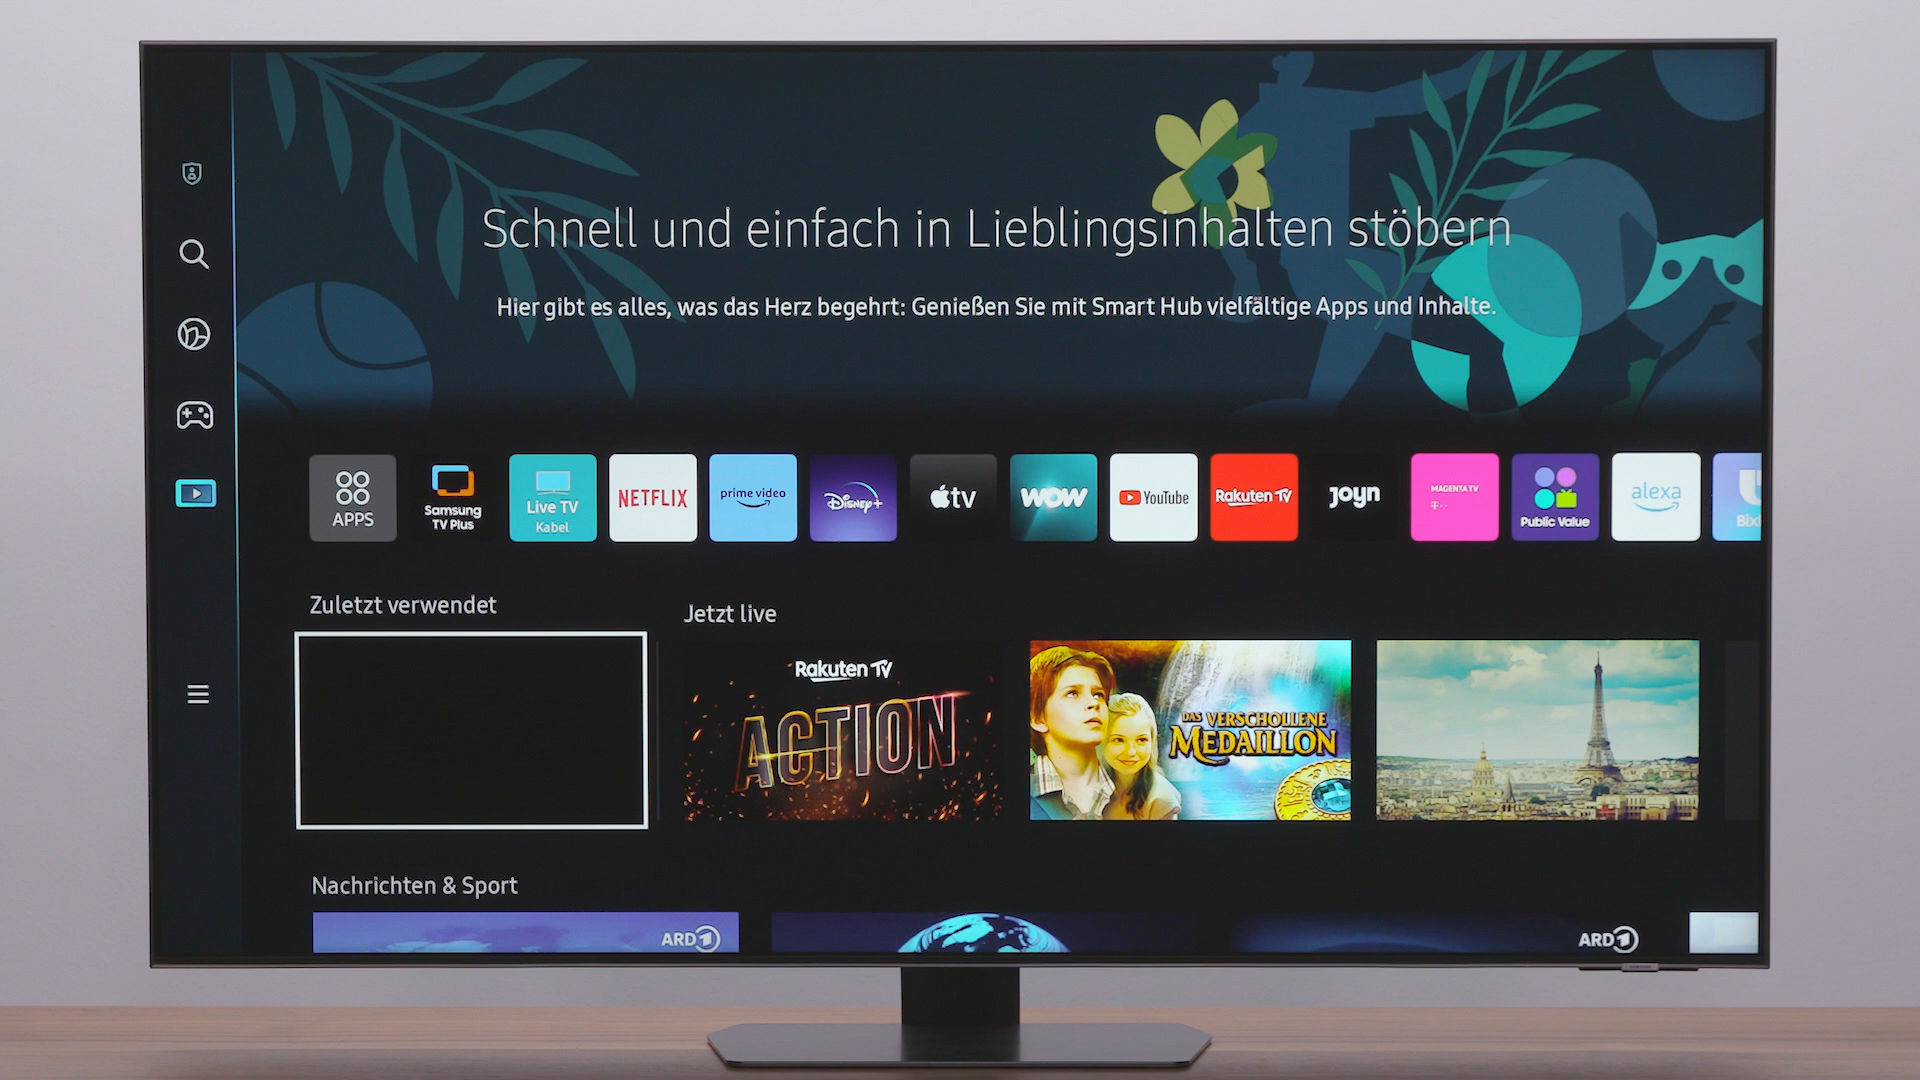 Schnell und einfach in Lieblingsinhalten stöbern
Hier gibt es alles, was das Herz begehrt: Genießen Sie mit Smart Hub vielfältige Apps und Inhalte.
APPS
Samsung
TV Plus
Live TV
Kabel
NETFLIX
prime video
Disney+
tv
WOW
YouTube
Rakuten TV
joyn
MAGENTA TV
T
Public Value
alexa
Bix
Zuletzt verwendet
Jetzt live
Rakuten TV
ACTION
DAS VERSCHOLLENE
MEDAILLON
Nachrichten & Sport
ARD 1
ARD 1